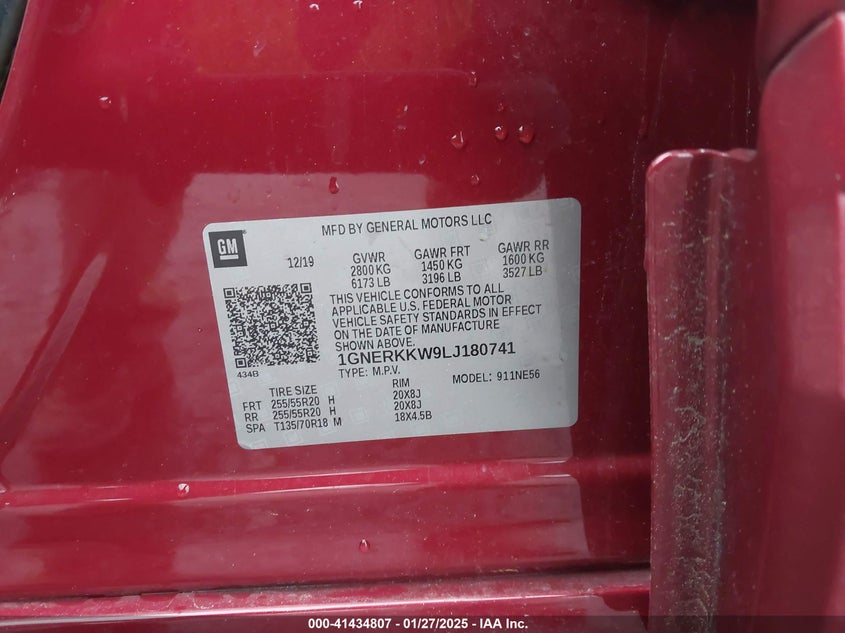 MFD BY GENERAL MOTORS LLC
GM
12/19
GVWR GAWR FRT GAWR RR
2800 KG 1450 KG 1600 KG
6173 LB 3196 LB 3527 LB
THIS VEHICLE CONFORMS TO ALL
APPLICABLE U.S. FEDERAL MOTOR
VEHICLE SAFETY STANDARDS IN EFFECT
ON THE DATE OF MANUFACTURE
SHOWN ABOVE.
434B
1GNERKKW9LJ180741
TYPE: M.P.V. MODEL: 911NE56
TIRE SIZE RIM
FRT 255/55R20 H 20X8J
RR 255/55R20 H 20X8J
SPA T135/70R18 M 18X4.5B
000-41434807 — 01/27/2025 — IAA Inc.